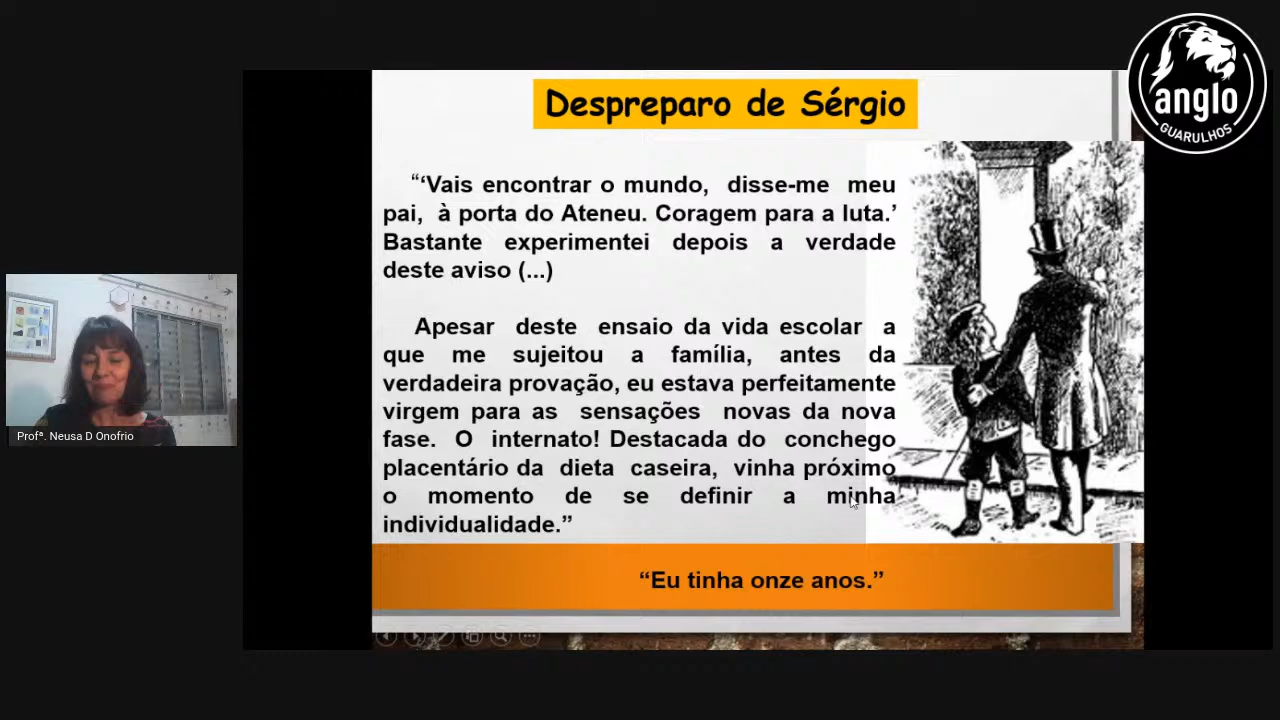 anglo
GUARULHOS
Despreparo de Sérgio
“‘Vais encontrar o mundo, disse-me meu
pai, à porta do Ateneu. Coragem para a luta.’
Bastante experimentei depois a verdade
deste aviso (...)
Apesar deste ensaio da vida escolar a
que me sujeitou a família, antes da
verdadeira provação, eu estava perfeitamente
virgem para as sensações novas da nova
fase. O internato! Destacada do conchego
placentário da dieta caseira, vinha próximo
o momento de se definir a minha
individualidade.”
“Eu tinha onze anos.”
Profª. Neusa D Onofrio